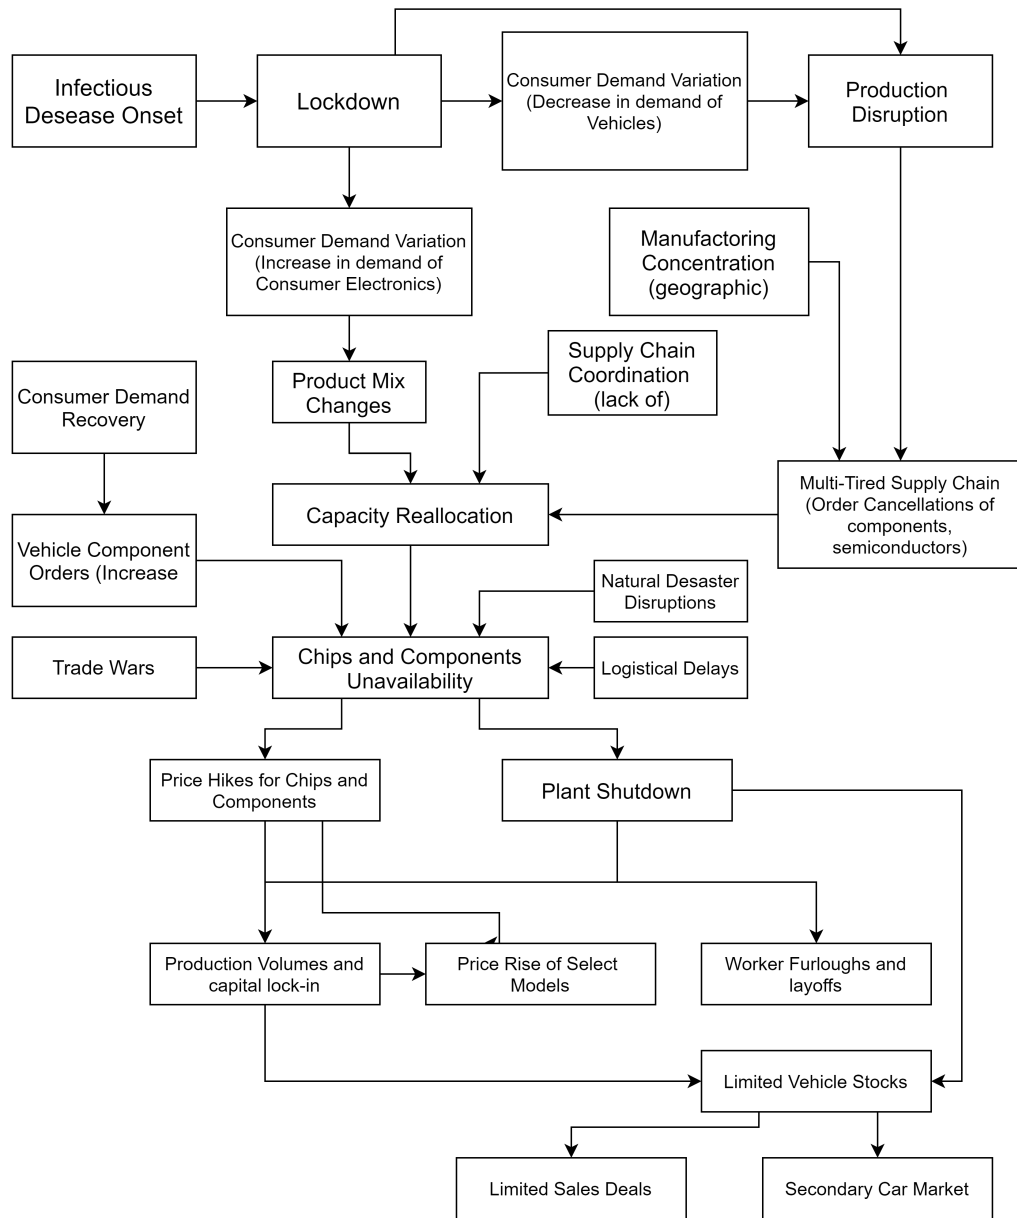 Infectious
Desease Onset
Lockdown
Consumer Demand Variation
(Decrease in demand of
Vehicles)
Production
Disruption
Consumer Demand Variation
(Increase in demand of
Consumer Electronics)
Manufactoring
Concentration
(geographic)
Supply Chain
Coordination
(lack of)
Product Mix
Changes
Consumer Demand
Recovery
Multi-Tired Supply Chain
(Order Cancellations of
components,
semiconductors)
Capacity Reallocation
Vehicle Component
Orders (Increase
Natural Desaster
Disruptions
Trade Wars
Chips and Components
Unavailability
Logistical Delays
Price Hikes for Chips and
Components
Plant Shutdown
Production Volumes and
capital lock-in
Price Rise of Select
Models
Worker Furloughs and
layoffs
Limited Vehicle Stocks
Limited Sales Deals
Secondary Car Market